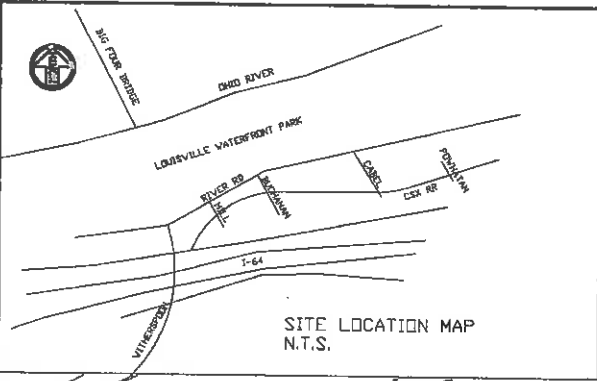 BIG FOUR BRIDGE
OHIO RIVER
LOUISVILLE WATERFRONT PARK
RIVER RD
MILL
BUCHANAN
CABEL
POWHATAN
CSX RR
I-64
WITHERSPOON
SITE LOCATION MAP
N.T.S.